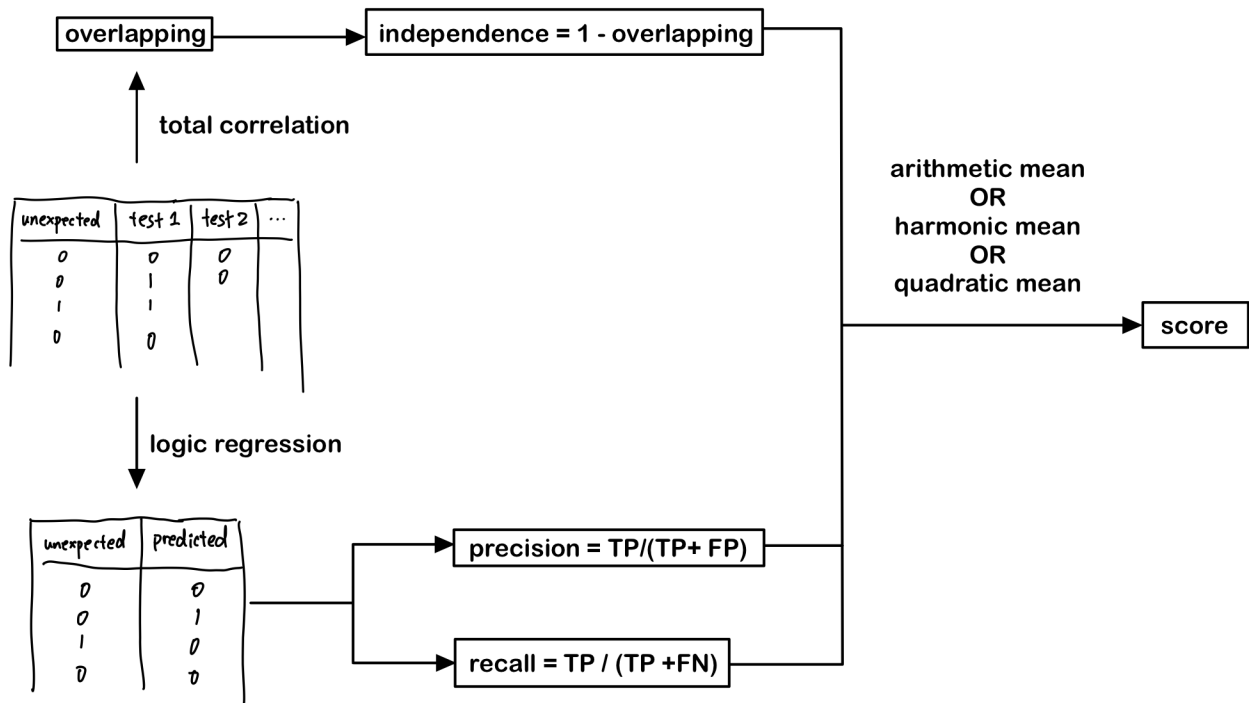 overlapping
independence = 1 - overlapping
total correlation
arithmetic mean
OR
harmonic mean
OR
quadratic mean
score
unexpected test 1 test 2 ...
0 0 0
0 1 0
1 1
0 0
logic regression
unexpected predicted
0 0
0 1
1 0
0 0
precision = TP/(TP+ FP)
recall = TP / (TP +FN)